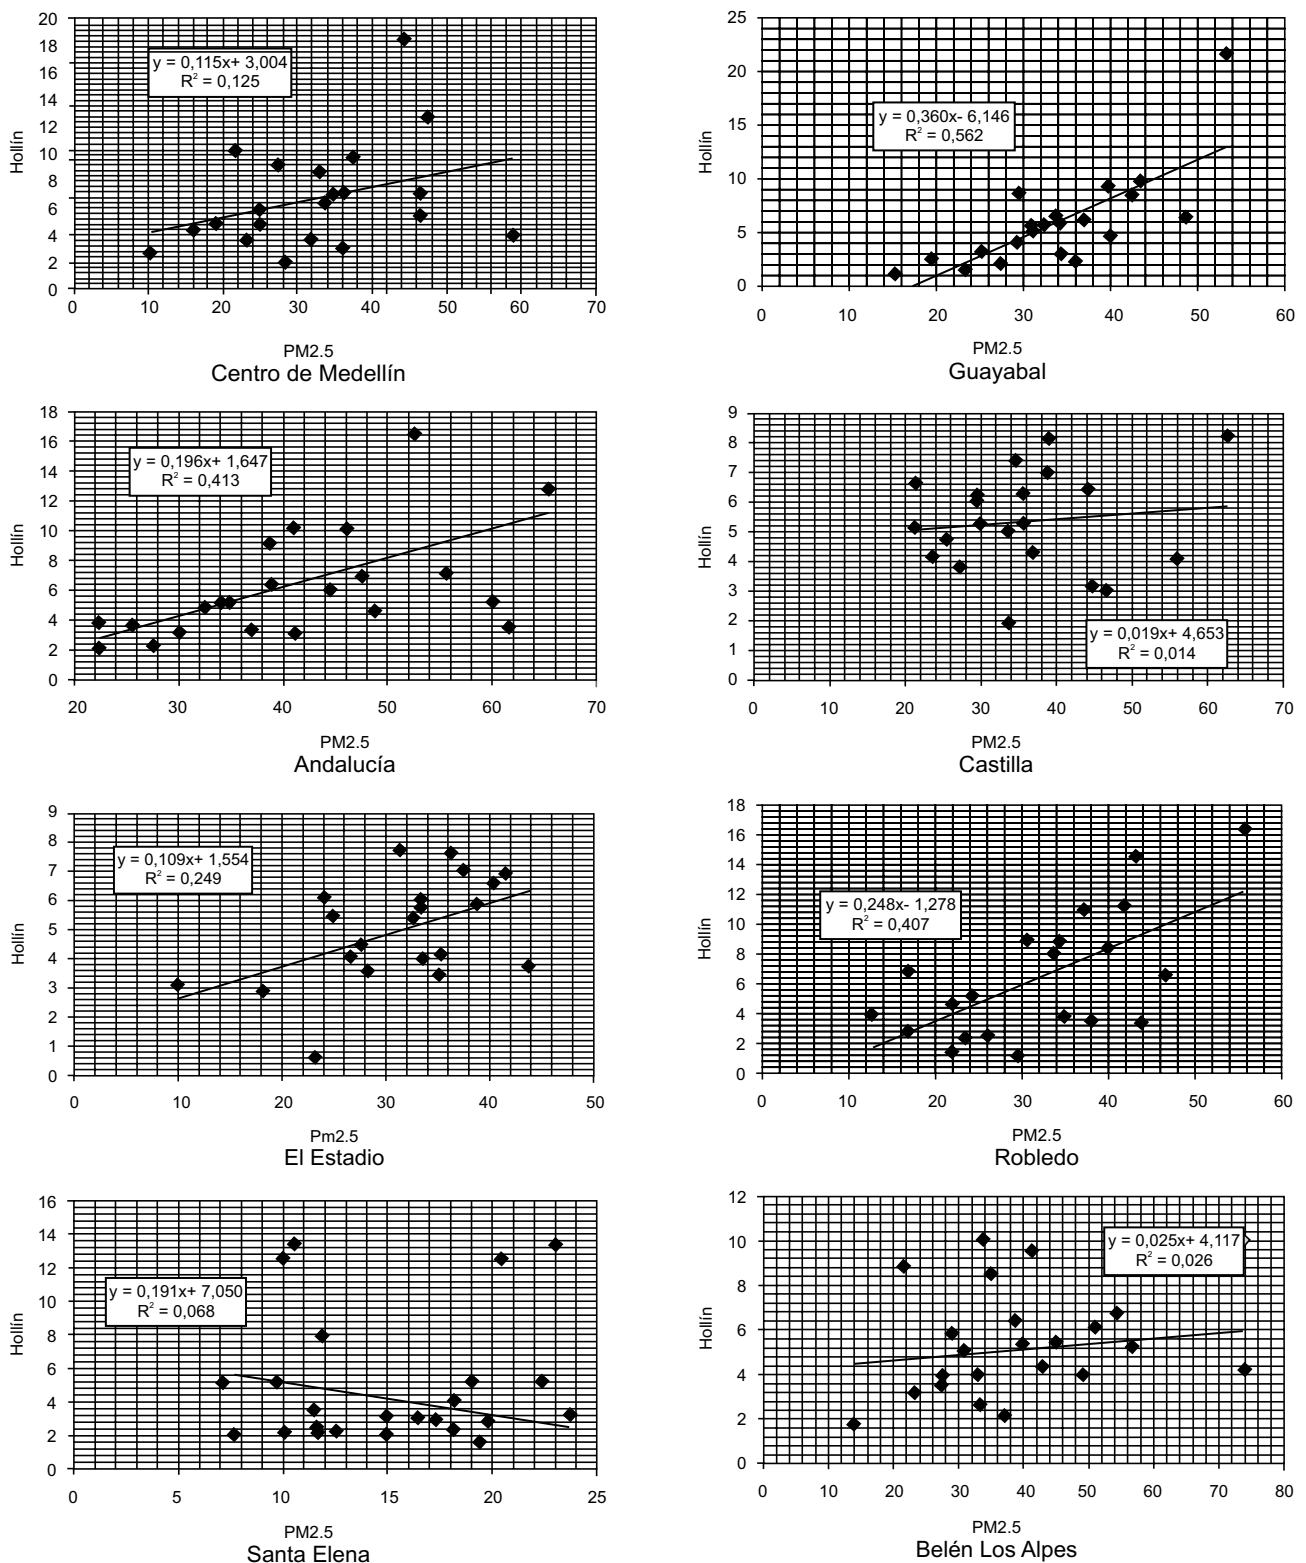 20
18
16
14
12
10
8
6
4
2
0
Hollín
y = 0,115x+ 3,004
R² = 0,125
0 10 20 30 40 50 60 70
PM2.5
Centro de Medellín
25
20
15
10
5
0
Hollín
y = 0,360x- 6,146
R² = 0,562
0 10 20 30 40 50 60
PM2.5
Guayabal
18
16
14
12
10
8
6
4
2
0
Hollín
y = 0,196x+ 1,647
R² = 0,413
20 30 40 50 60 70
PM2.5
Andalucía
9
8
7
6
5
4
3
2
1
0
Hollín
y = 0,019x+ 4,653
R² = 0,014
0 10 20 30 40 50 60 70
PM2.5
Castilla
9
8
7
6
5
4
3
2
1
0
Hollín
y = 0,109x+ 1,554
R² = 0,249
0 10 20 30 40 50
Pm2.5
El Estadio
18
16
14
12
10
8
6
4
2
0
Hollín
y = 0,248x- 1,278
R² = 0,407
0 10 20 30 40 50 60
PM2.5
Robledo
16
14
12
10
8
6
4
2
0
Hollín
y = 0,191x+ 7,050
R² = 0,068
0 5 10 15 20 25
PM2.5
Santa Elena
12
10
8
6
4
2
0
Hollín
y = 0,025x+ 4,117
R² = 0,026
0 10 20 30 40 50 60 70 80
PM2.5
Belén Los Alpes